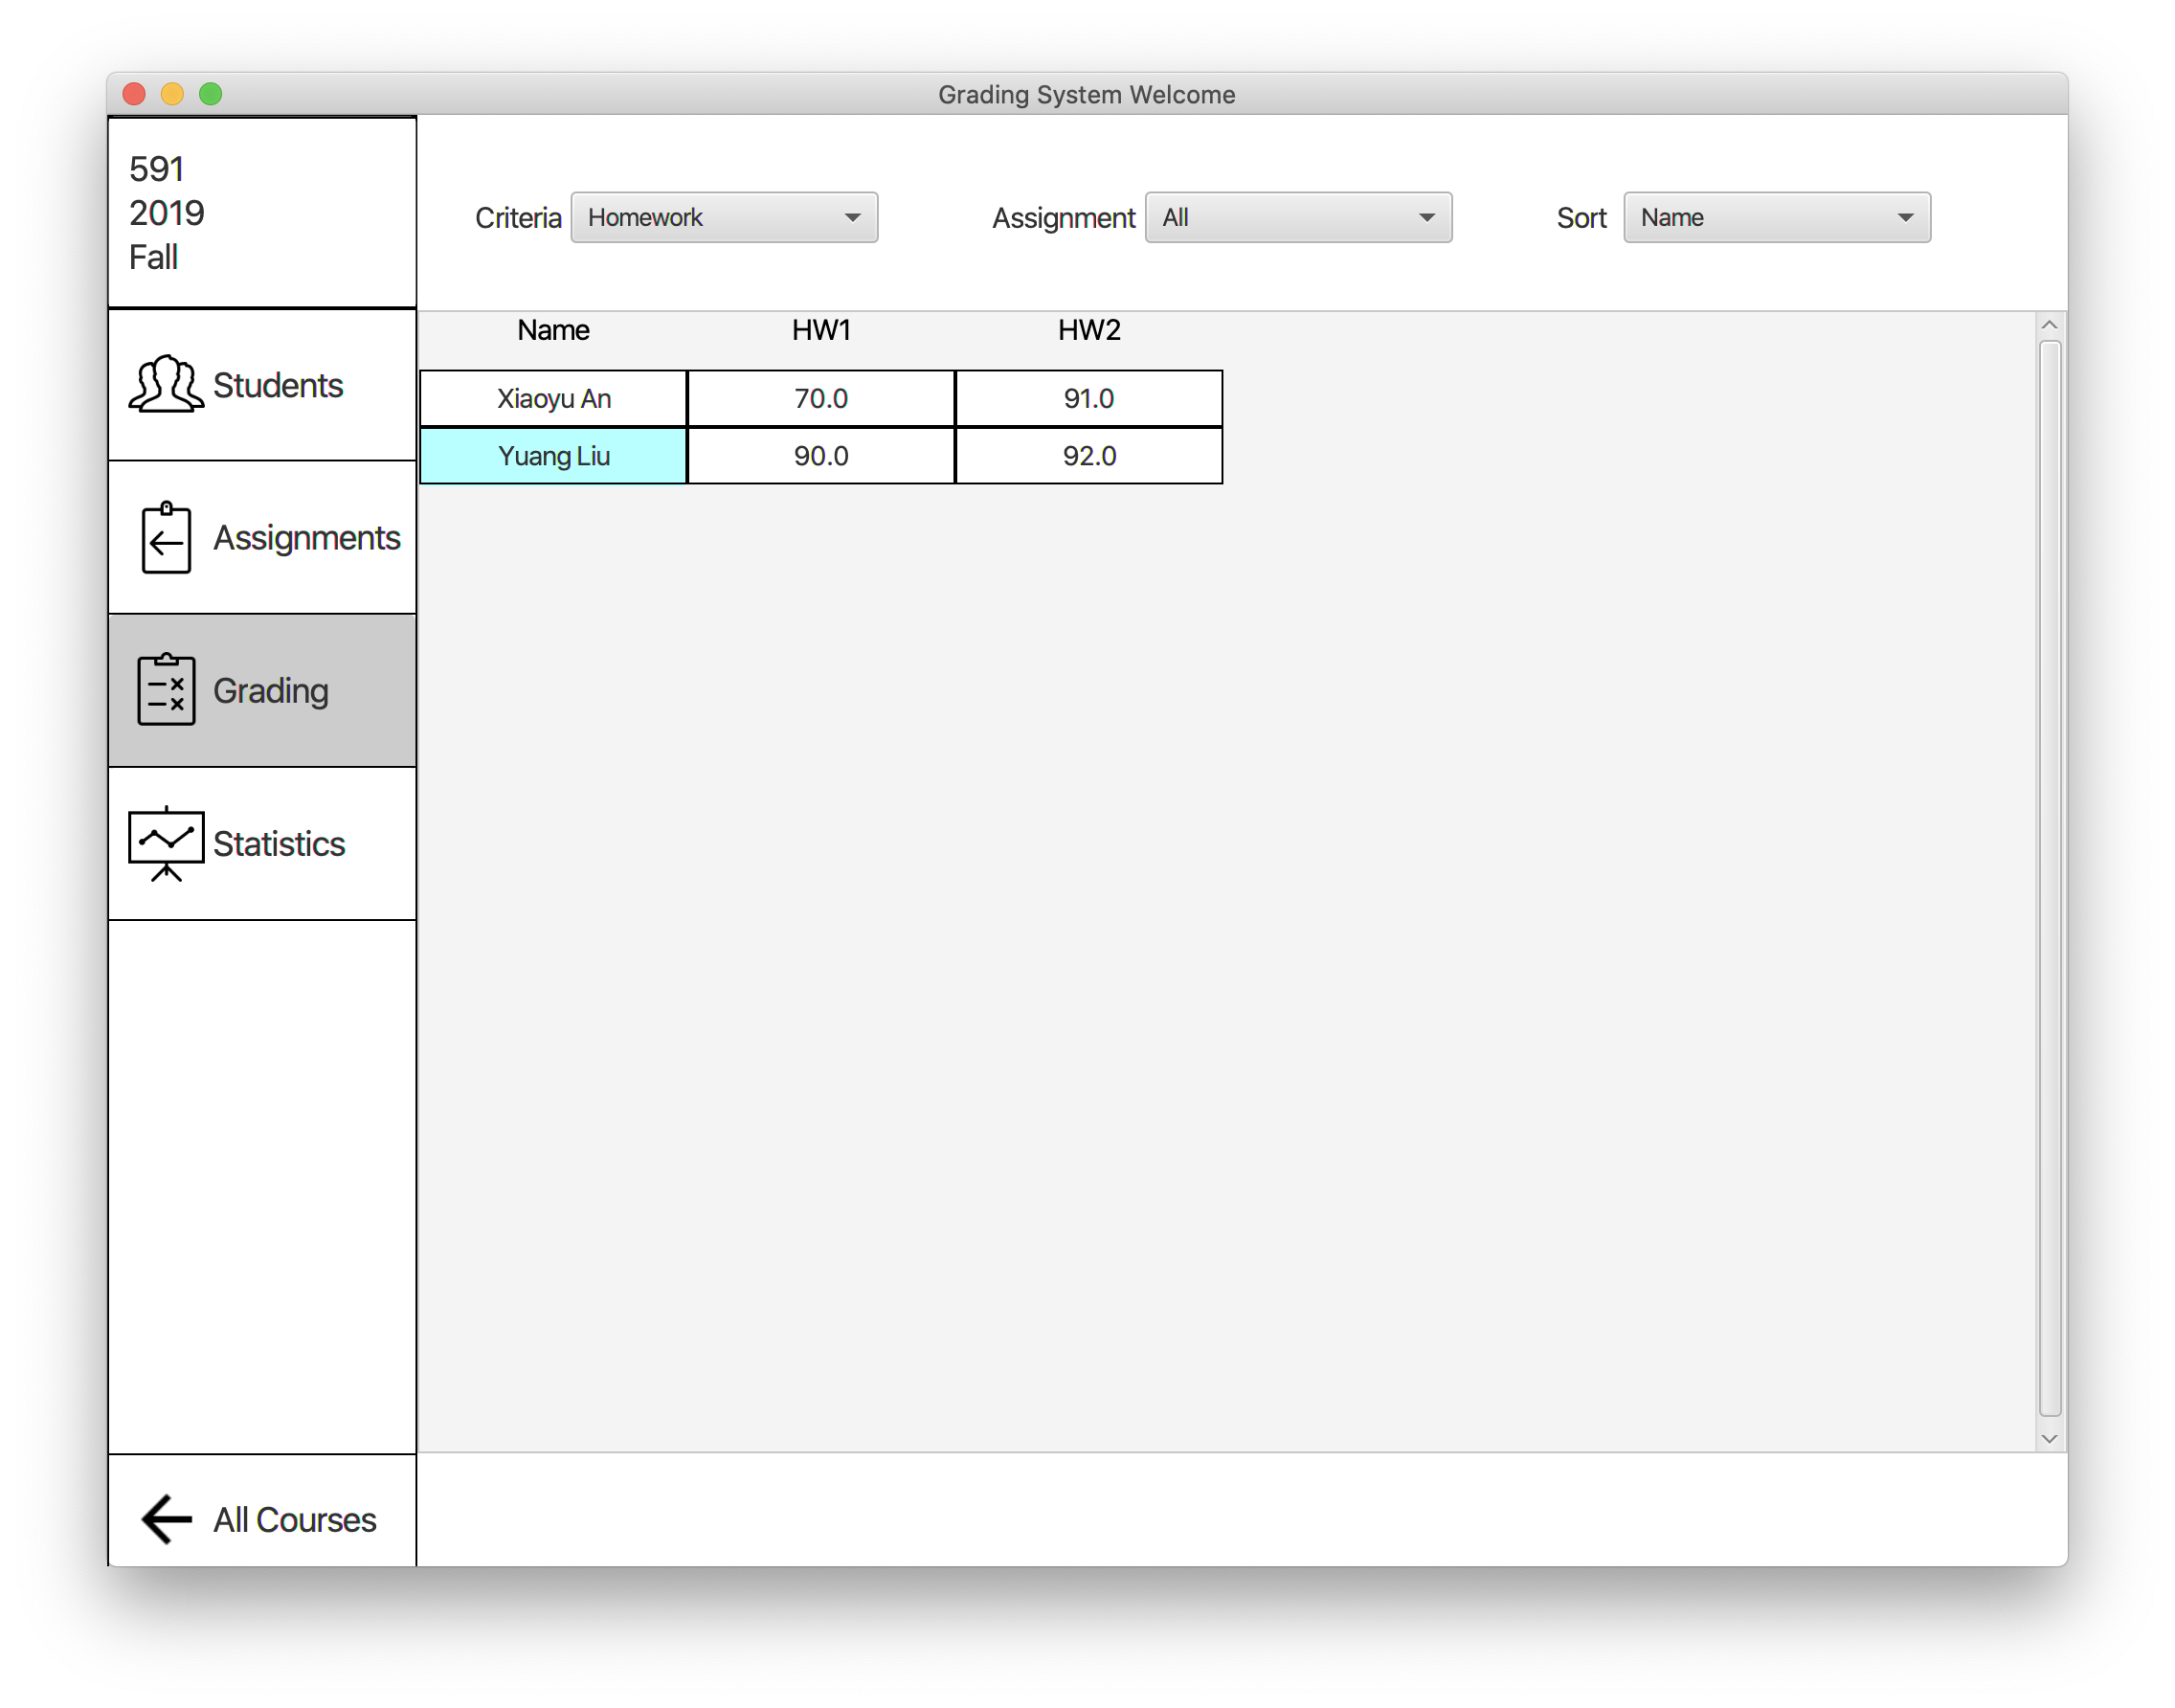 Grading System Welcome
591
2019
Fall
Criteria Homework Assignment All Sort Name
Students
Assignments
Grading
Statistics
All Courses
Name HW1 HW2
Xiaoyu An 70.0 91.0
Yuang Liu 90.0 92.0